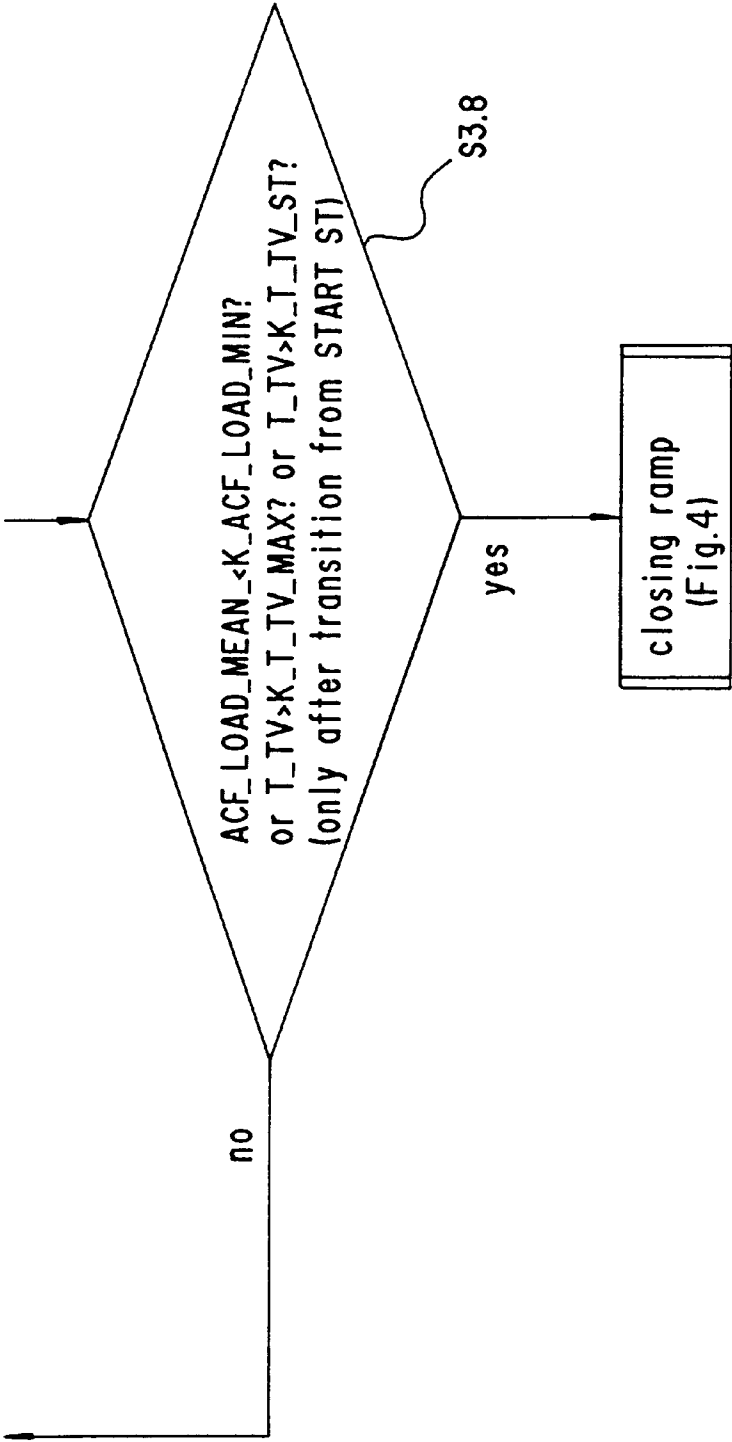 ACF_LOAD_MEAN_<K_ACF_LOAD_MIN?
or T_TV>K_T_TV_MAX? or T_TV>K_T_TV_ST?
(only after transition from START ST)
S3.8
no
yes
closing ramp
(Fig.4)